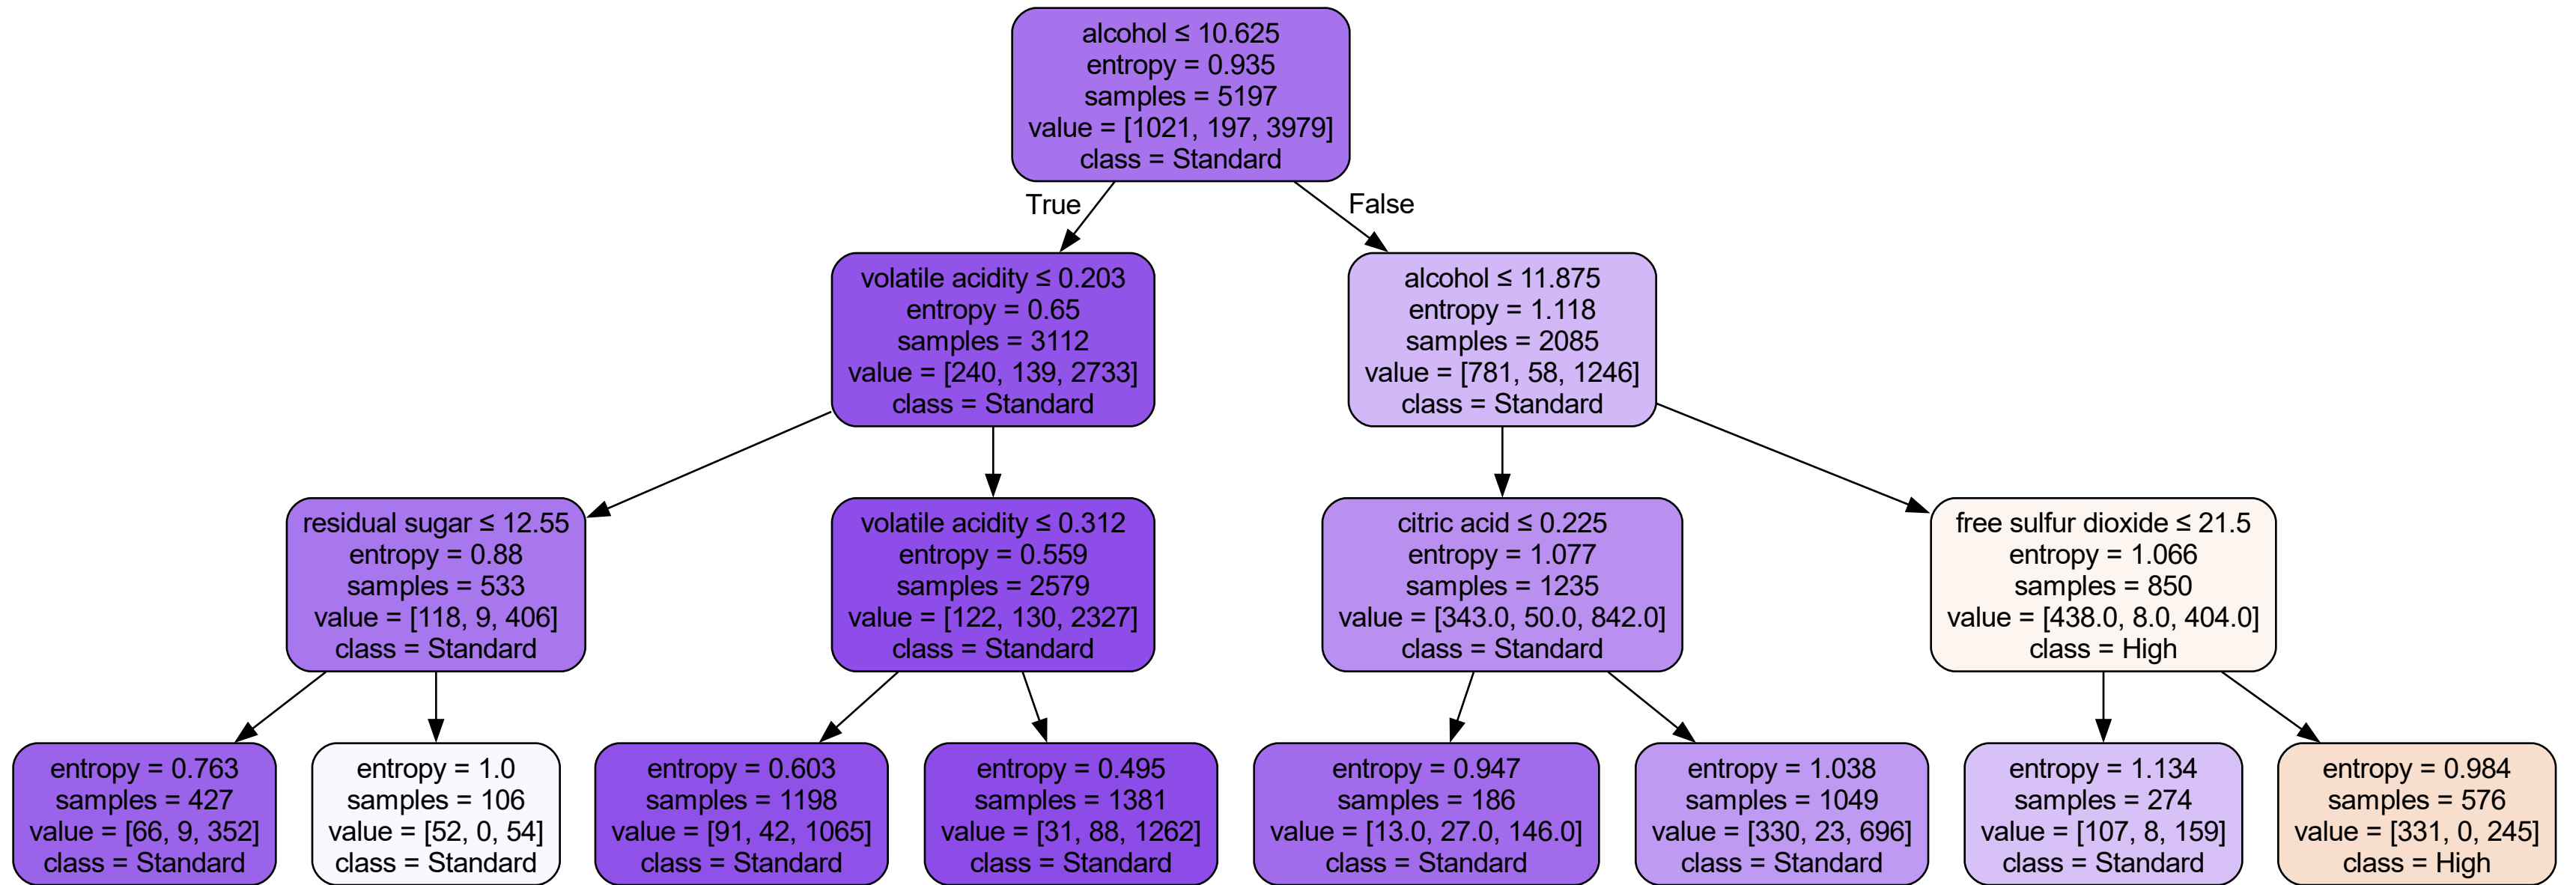 alcohol ≤ 10.625
entropy = 0.935
samples = 5197
value = [1021, 197, 3979]
class = Standard
True
False
volatile acidity ≤ 0.203
entropy = 0.65
samples = 3112
value = [240, 139, 2733]
class = Standard
alcohol ≤ 11.875
entropy = 1.118
samples = 2085
value = [781, 58, 1246]
class = Standard
residual sugar ≤ 12.55
entropy = 0.88
samples = 533
value = [118, 9, 406]
class = Standard
volatile acidity ≤ 0.312
entropy = 0.559
samples = 2579
value = [122, 130, 2327]
class = Standard
citric acid ≤ 0.225
entropy = 1.077
samples = 1235
value = [343.0, 50.0, 842.0]
class = Standard
free sulfur dioxide ≤ 21.5
entropy = 1.066
samples = 850
value = [438.0, 8.0, 404.0]
class = High
entropy = 0.763
samples = 427
value = [66, 9, 352]
class = Standard
entropy = 1.0
samples = 106
value = [52, 0, 54]
class = Standard
entropy = 0.603
samples = 1198
value = [91, 42, 1065]
class = Standard
entropy = 0.495
samples = 1381
value = [31, 88, 1262]
class = Standard
entropy = 0.947
samples = 186
value = [13.0, 27.0, 146.0]
class = Standard
entropy = 1.038
samples = 1049
value = [330, 23, 696]
class = Standard
entropy = 1.134
samples = 274
value = [107, 8, 159]
class = Standard
entropy = 0.984
samples = 576
value = [331, 0, 245]
class = High